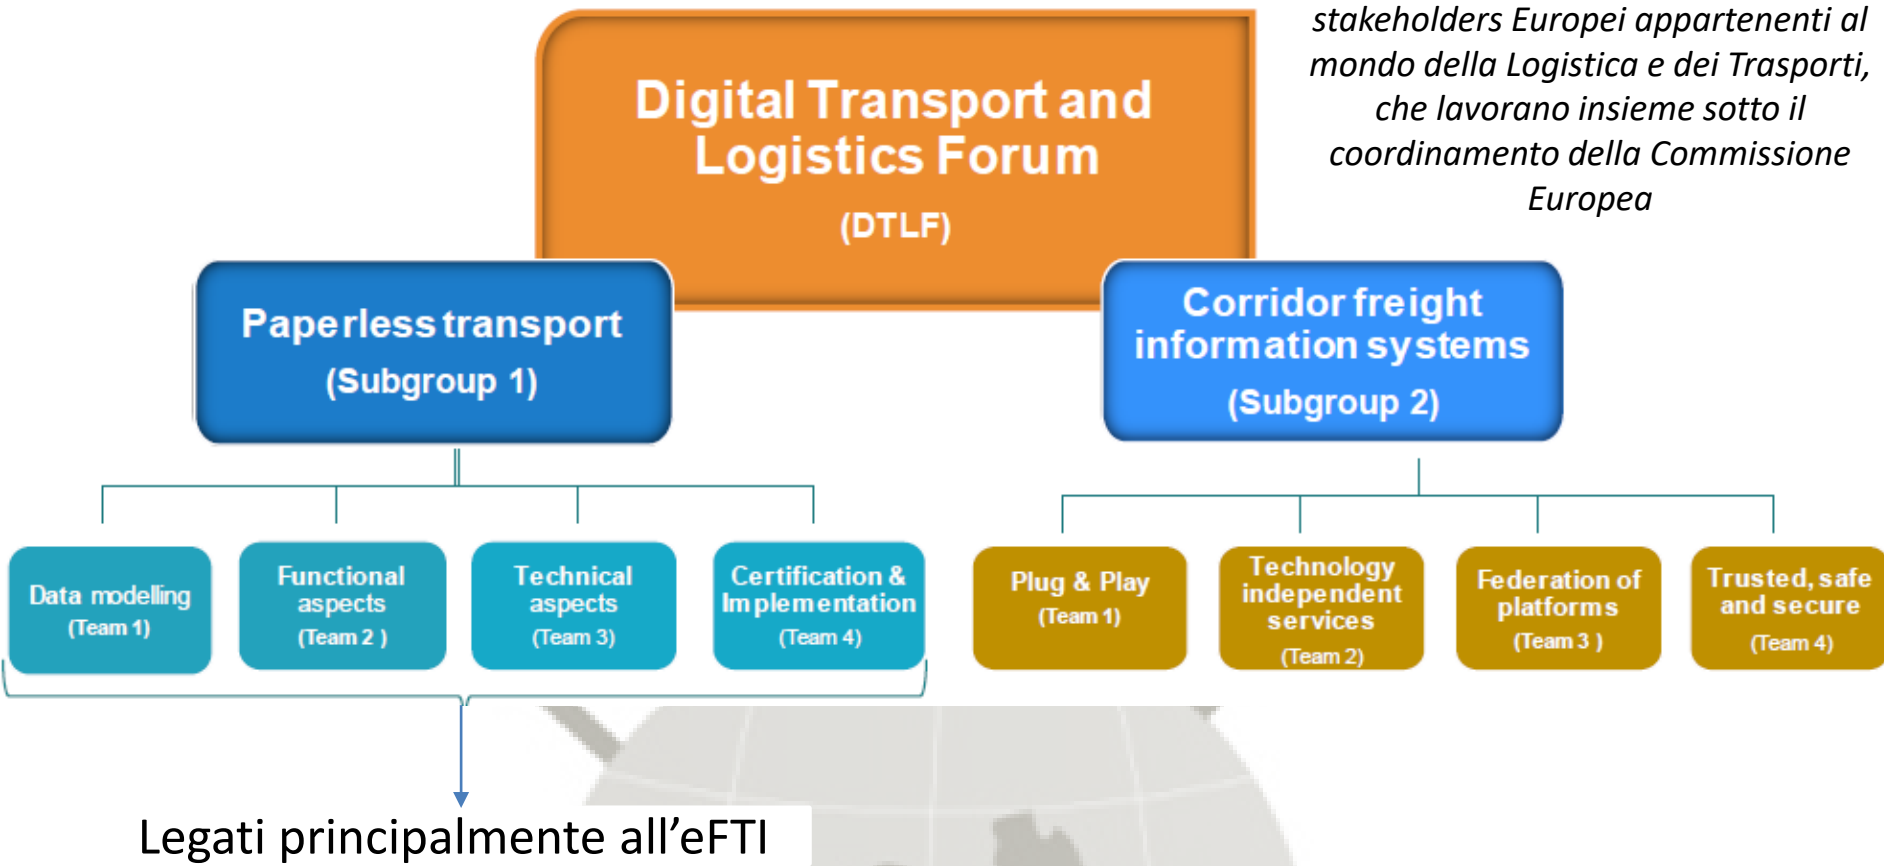 stakeholders Europei appartenenti al
mondo della Logistica e dei Trasporti,
che lavorano insieme sotto il
coordinamento della Commissione
Europea
Digital Transport and
Logistics Forum
(DTLF)
Paperless transport
(Subgroup 1)
Corridor freight
information systems
(Subgroup 2)
Data modelling
(Team 1)
Functional
aspects
(Team 2 )
Technical
aspects
(Team 3)
Certification &
Implementation
(Team 4)
Plug & Play
(Team 1)
Technology
independent
services
(Team 2)
Federation of
platforms
(Team 3 )
Trusted, safe
and secure
(Team 4)
Legati principalmente all’eFTI